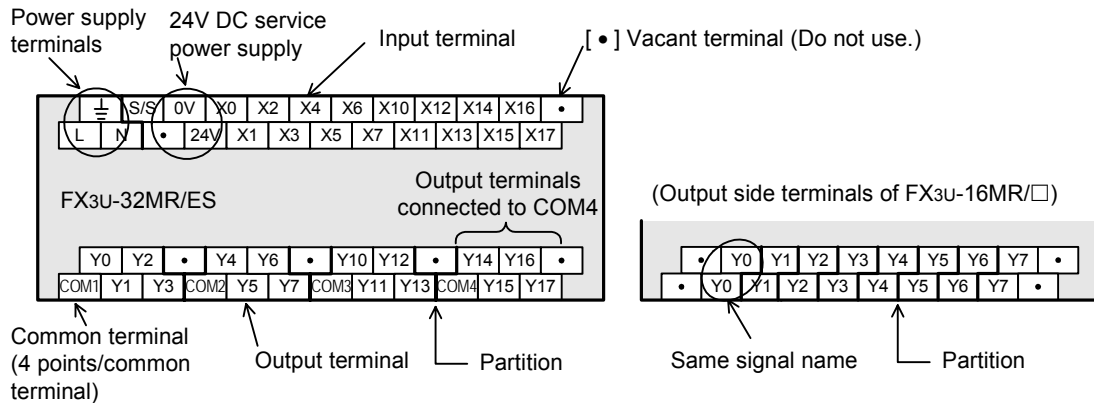 Power supply terminals
24V DC service power supply
Input terminal
[ • ] Vacant terminal (Do not use.)
S/S 0V X0 X2 X4 X6 X10 X12 X14 X16 •
L N • 24V X1 X3 X5 X7 X11 X13 X15 X17
FX3U-32MR/ES
Output terminals connected to COM4
Y0 Y2 • Y4 Y6 • Y10 Y12 • Y14 Y16 •
COM1 Y1 Y3 COM2 Y5 Y7 COM3 Y11 Y13 COM4 Y15 Y17
Common terminal (4 points/common terminal)
Output terminal
Partition
(Output side terminals of FX3U-16MR/□)
• Y0 Y1 Y2 Y3 Y4 Y5 Y6 Y7 •
• Y0 Y1 Y2 Y3 Y4 Y5 Y6 Y7 •
Same signal name
Partition